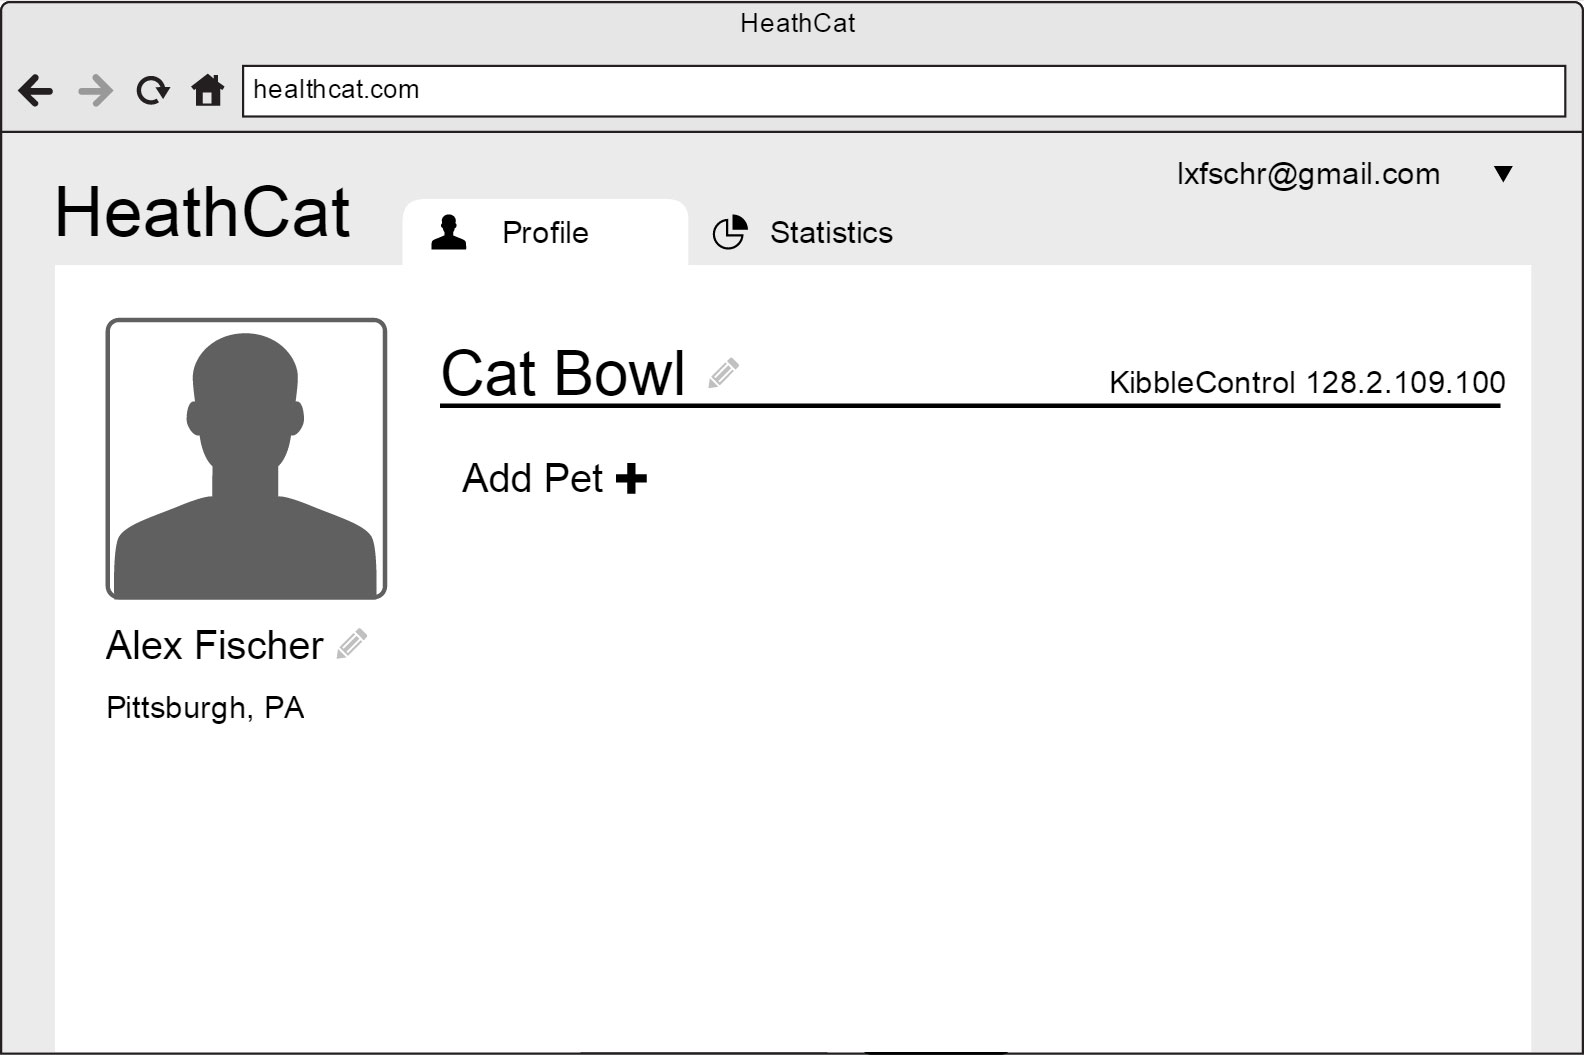 HeathCat
healthcat.com
lxfschr@gmail.com
HeathCat
Profile
Statistics
Cat Bowl
KibbleControl 128.2.109.100
Add Pet
Alex Fischer
Pittsburgh, PA